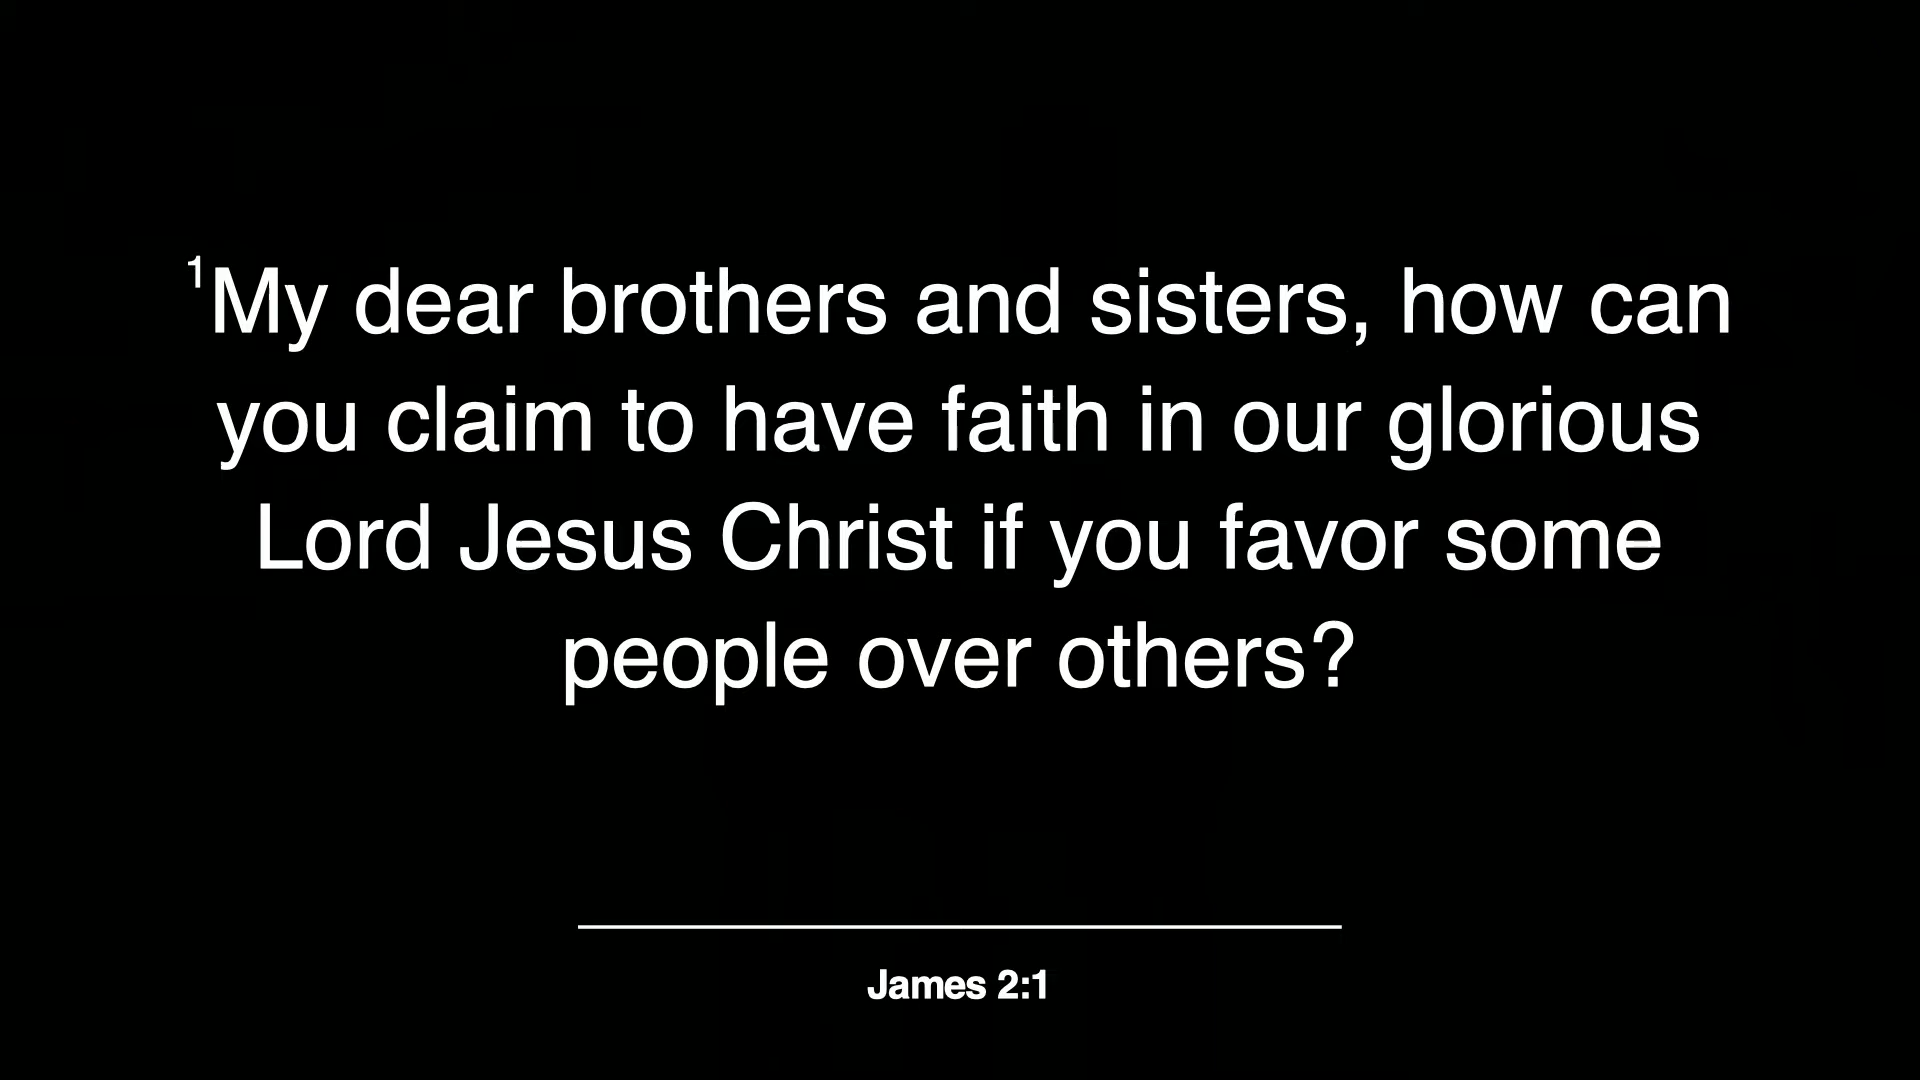 ¹My dear brothers and sisters, how can
you claim to have faith in our glorious
Lord Jesus Christ if you favor some
people over others?
James 2:1